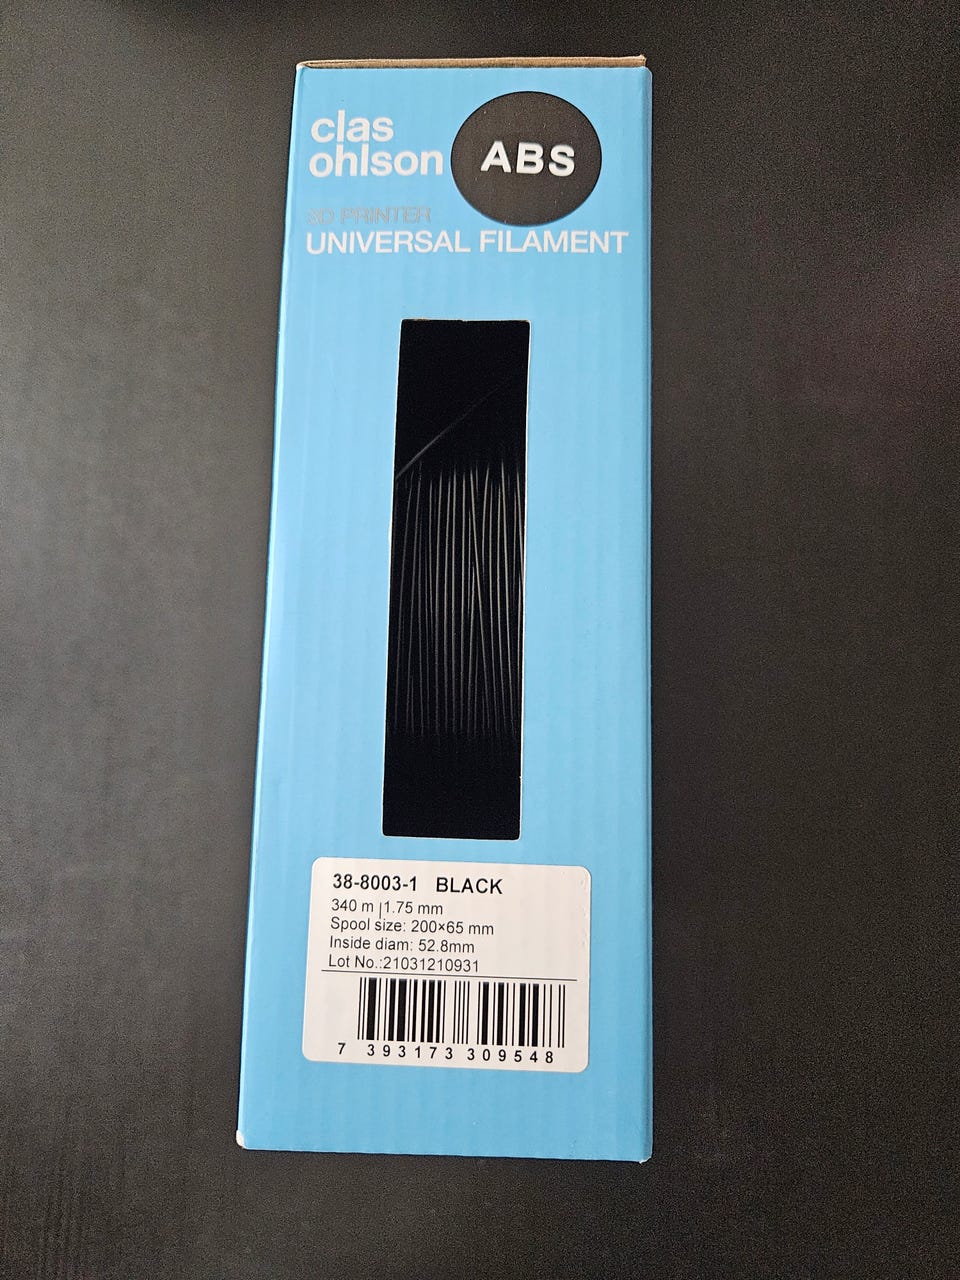 clas
ohlson
ABS
3D PRINTER
UNIVERSAL FILAMENT
38-8003-1 BLACK
340 m |1.75 mm
Spool size: 200×65 mm
Inside diam: 52.8mm
Lot No.:21031210931
7 393173 309548